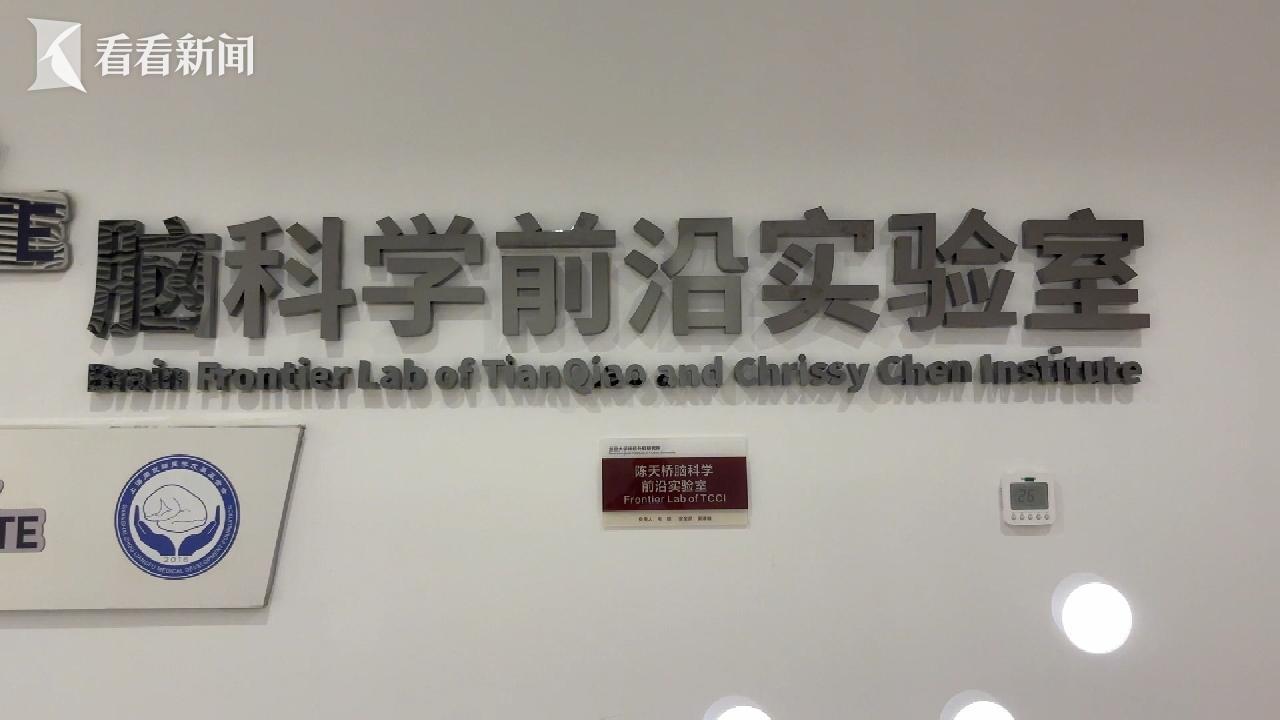 看看新闻
TE
脑科学前沿实验室
Brain Frontier Lab of TianQiao and Chrissy Chen Institute
陈天桥脑科学
前沿实验室
Frontier Lab of TCCI
26
TE
2018